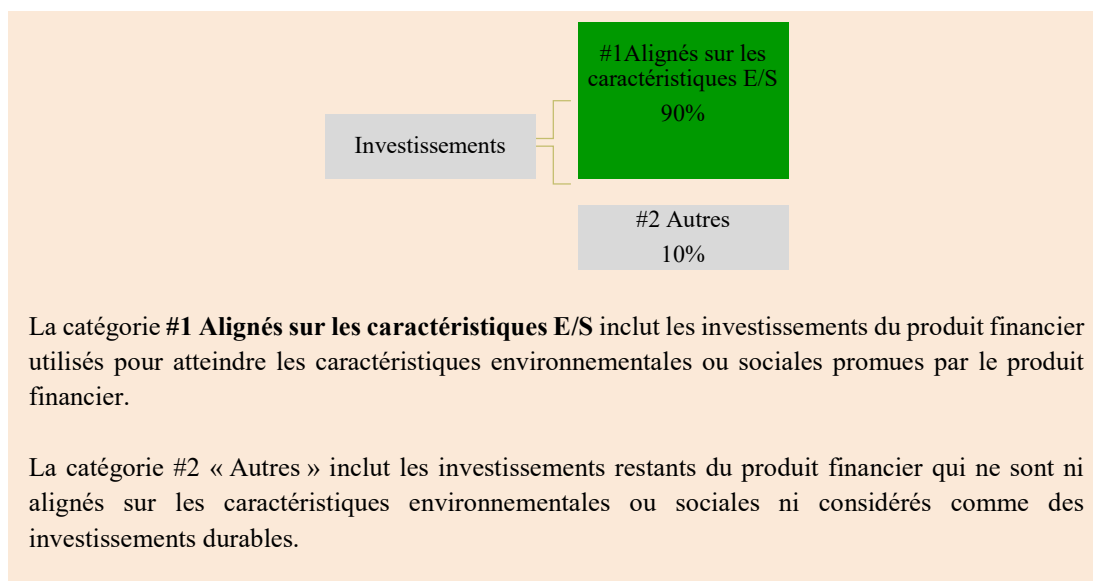 #1Alignés sur les
caractéristiques E/S
90%
Investissements
#2 Autres
10%
La catégorie #1 Alignés sur les caractéristiques E/S inclut les investissements du produit financier
utilisés pour atteindre les caractéristiques environnementales ou sociales promues par le produit
financier.
La catégorie #2 « Autres » inclut les investissements restants du produit financier qui ne sont ni
alignés sur les caractéristiques environnementales ou sociales ni considérés comme des
investissements durables.